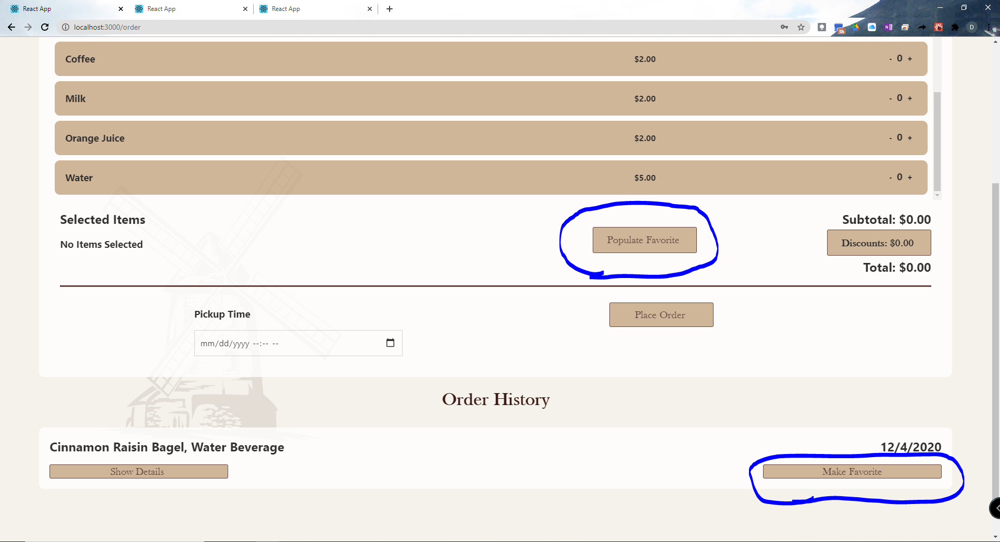 React App
React App
React App
localhost:3000/order
3h
N
D
Coffee $2.00 - 0 +
Milk $2.00 - 0 +
Orange Juice $2.00 - 0 +
Water $5.00 - 0 +
Selected Items
No Items Selected
Populate Favorite
Subtotal: $0.00
Discounts: $0.00
Total: $0.00
Pickup Time
mm/dd/yyyy --:-- --
Place Order
Order History
Cinnamon Raisin Bagel, Water Beverage 12/4/2020
Show Details Make Favorite